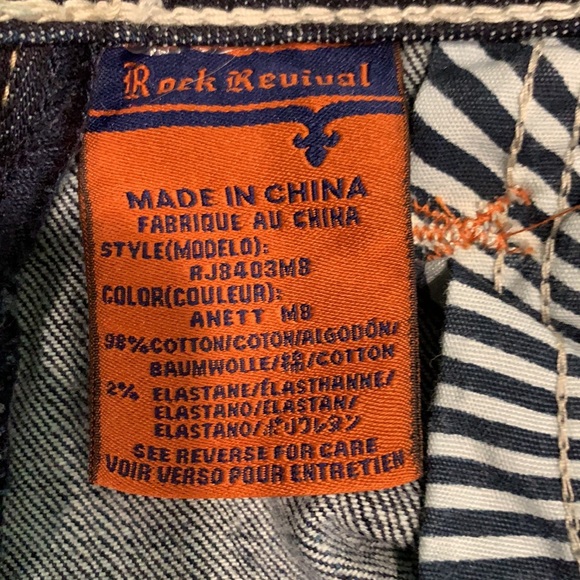 Rock Revival
MADE IN CHINA
FABRIQUE AU CHINA
STYLE(MODELO):
RJ8403M8
COLOR(COULEUR):
ANETT M8
98%COTTON/COTON/ALGODÓN/
BAUMWOLLE/綿/COTTON
2% ELASTANE/ÉLASTHANNE/
ELASTANO/ELASTAN/
ELASTANO/ポリウレタン
SEE REVERSE FOR CARE
VOIR VERSO POUR ENTRETIEN